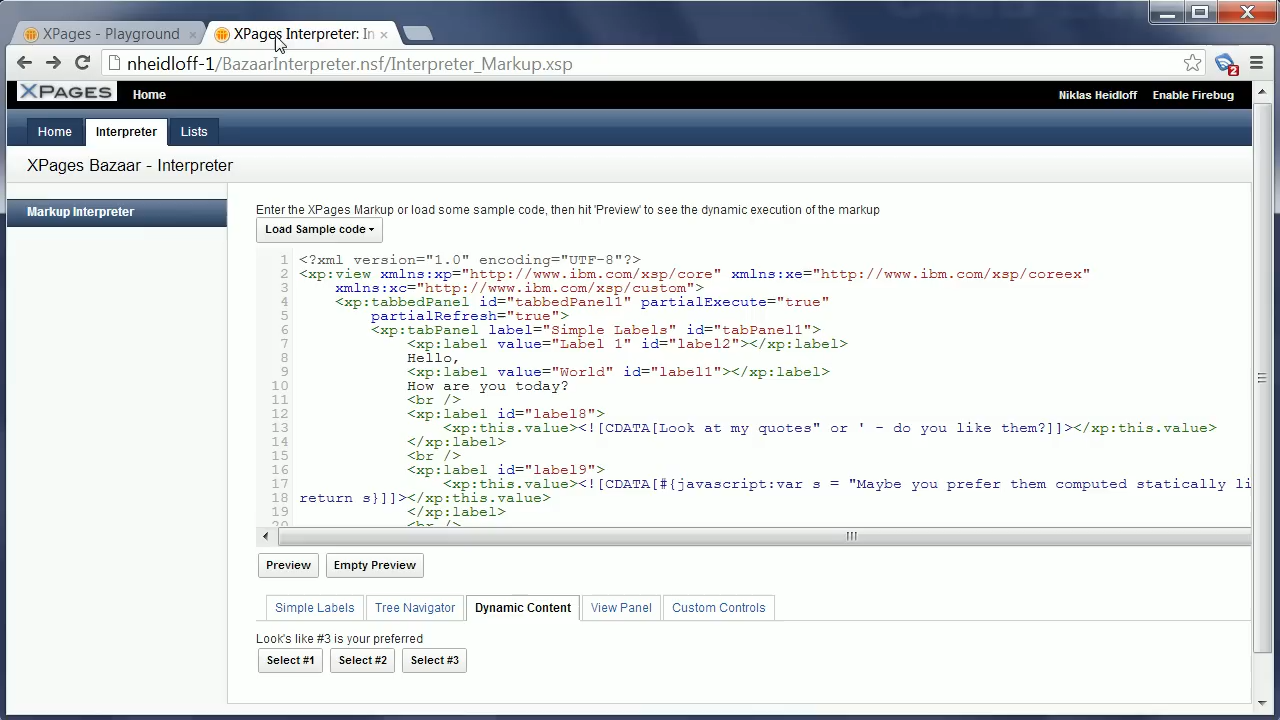 XPages - Playground
XPages Interpreter: In
nheidloff-1/BazaarInterpreter.nsf/Interpreter_Markup.xsp
2
XPAGES
Home
Niklas Heidloff
Enable Firebug
Home
Interpreter
Lists
XPages Bazaar - Interpreter
Markup Interpreter
Enter the XPages Markup or load some sample code, then hit 'Preview' to see the dynamic execution of the markup
Load Sample code
1 <?xml version="1.0" encoding="UTF-8"?>
2 <xp:view xmlns:xp="http://www.ibm.com/xsp/core" xmlns:xe="http://www.ibm.com/xsp/coreex"
3 xmlns:xc="http://www.ibm.com/xsp/custom">
4 <xp:tabbedPanel id="tabbedPanel1" partialExecute="true"
5 partialRefresh="true">
6 <xp:tabPanel label="Simple Labels" id="tabPanel1">
7 <xp:label value="Label 1" id="label2"></xp:label>
8 Hello,
9 <xp:label value="World" id="label1"></xp:label>
10 How are you today?
11 <br />
12 <xp:label id="label8">
13 <xp:this.value><![CDATA[Look at my quotes" or ' - do you like them?]]></xp:this.value>
14 </xp:label>
15 <br />
16 <xp:label id="label9">
17 <xp:this.value><![CDATA[#{javascript:var s = "Maybe you prefer them computed statically li
18 return s}]]></xp:this.value>
19 </xp:label>
20 <br />
Preview
Empty Preview
Simple Labels
Tree Navigator
Dynamic Content
View Panel
Custom Controls
Look's like #3 is your preferred
Select #1
Select #2
Select #3